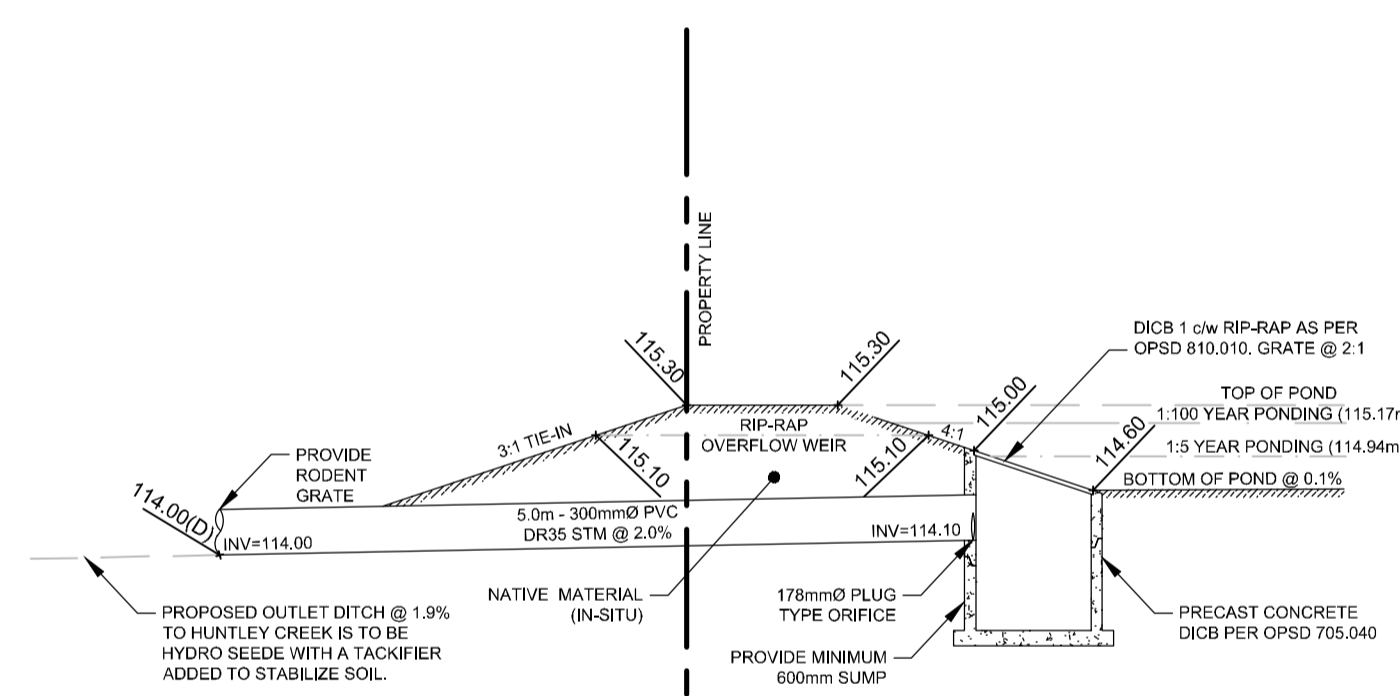 PROPERTY LINE
115.30
115.30
115.00
114.60
DICB 1 c/w RIP-RAP AS PER
OPSD 810.010. GRATE @ 2:1
TOP OF POND
1:100 YEAR PONDING (115.17m
1:5 YEAR PONDING (114.94m
BOTTOM OF POND @ 0.1%
3:1 TIE-IN
115.10
RIP-RAP
OVERFLOW WEIR
115.10
4:1
PROVIDE
RODENT
GRATE
114.00(D)
INV=114.00
5.0m - 300mmØ PVC
DR35 STM @ 2.0%
INV=114.10
NATIVE MATERIAL
(IN-SITU)
178mmØ PLUG
TYPE ORIFICE
PROPOSED OUTLET DITCH @ 1.9%
TO HUNTLEY CREEK IS TO BE
HYDRO SEEDE WITH A TACKIFIER
ADDED TO STABILIZE SOIL.
PROVIDE MINIMUM
600mm SUMP
PRECAST CONCRETE
DICB PER OPSD 705.040